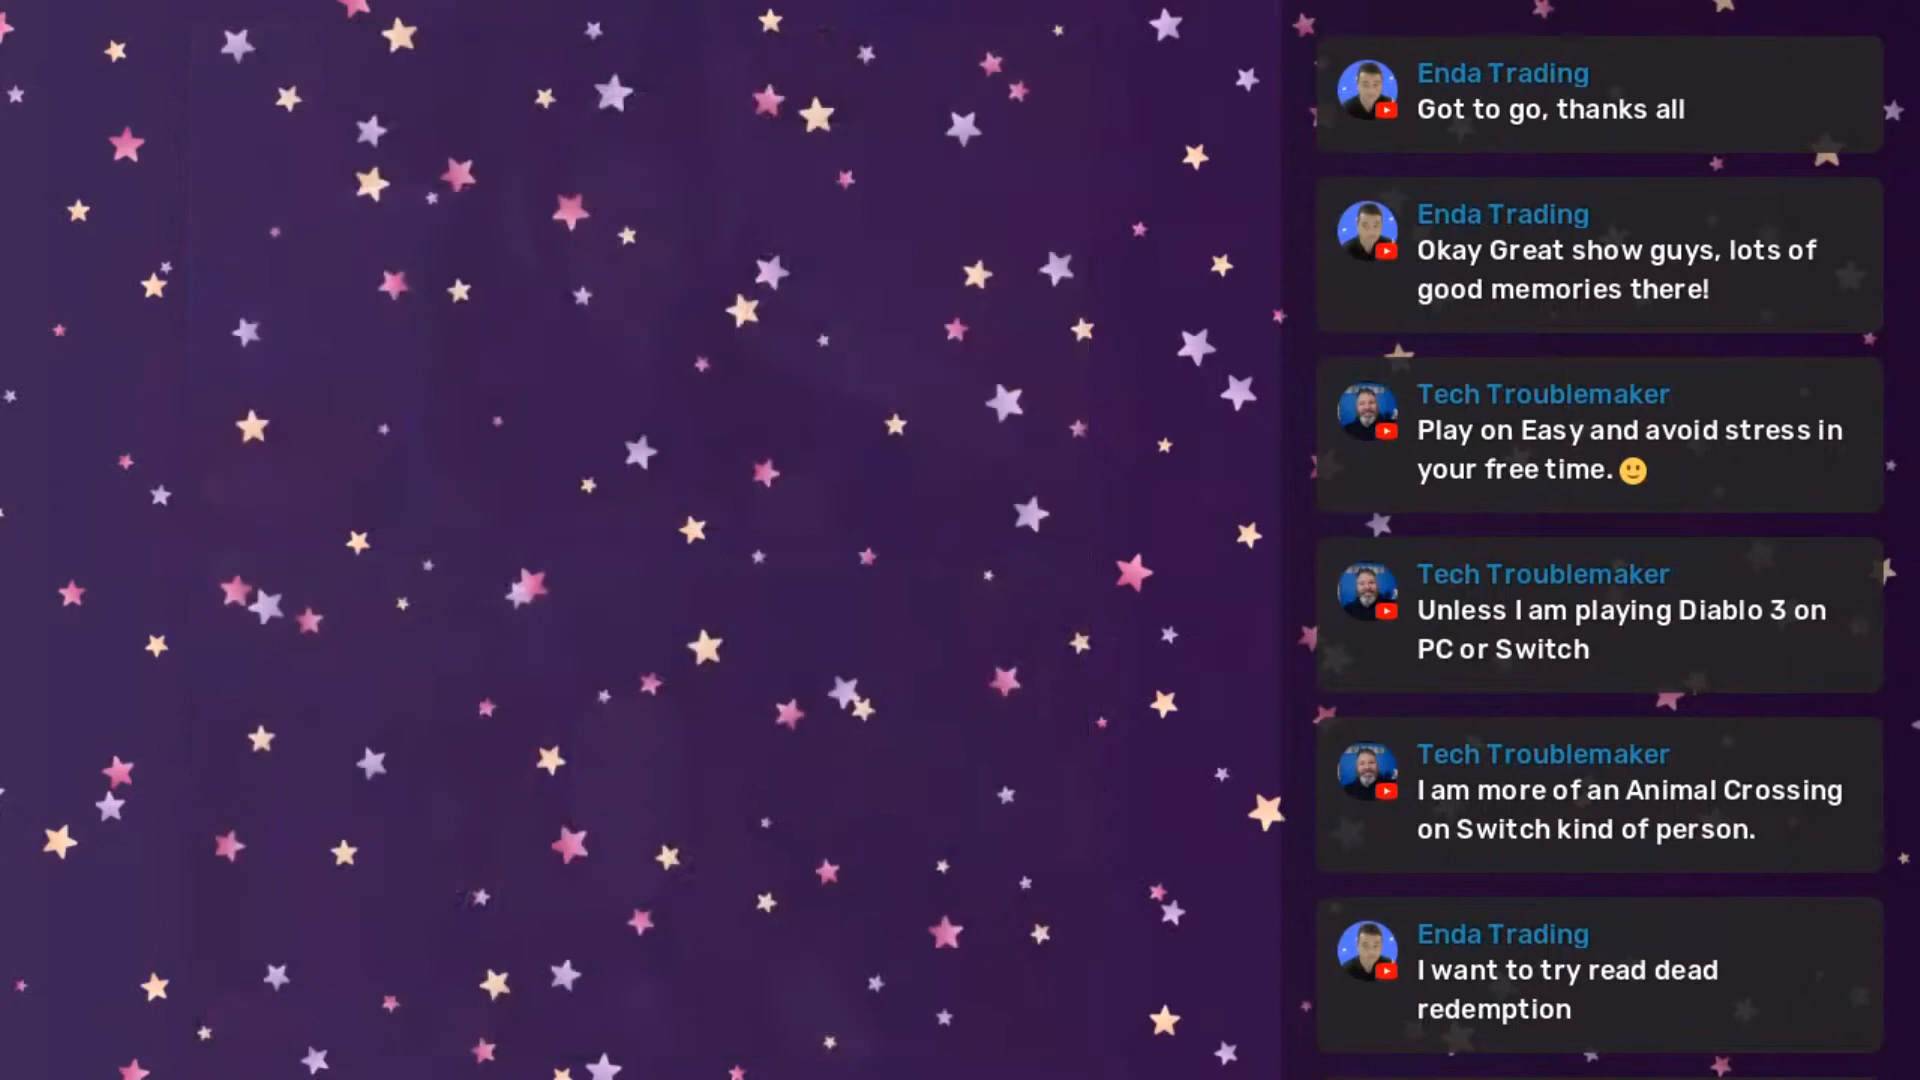 Enda Trading
Got to go, thanks all
Enda Trading
Okay Great show guys, lots of
good memories there!
Tech Troublemaker
Play on Easy and avoid stress in
your free time. 🙂
Tech Troublemaker
Unless I am playing Diablo 3 on
PC or Switch
Tech Troublemaker
I am more of an Animal Crossing
on Switch kind of person.
Enda Trading
I want to try read dead
redemption